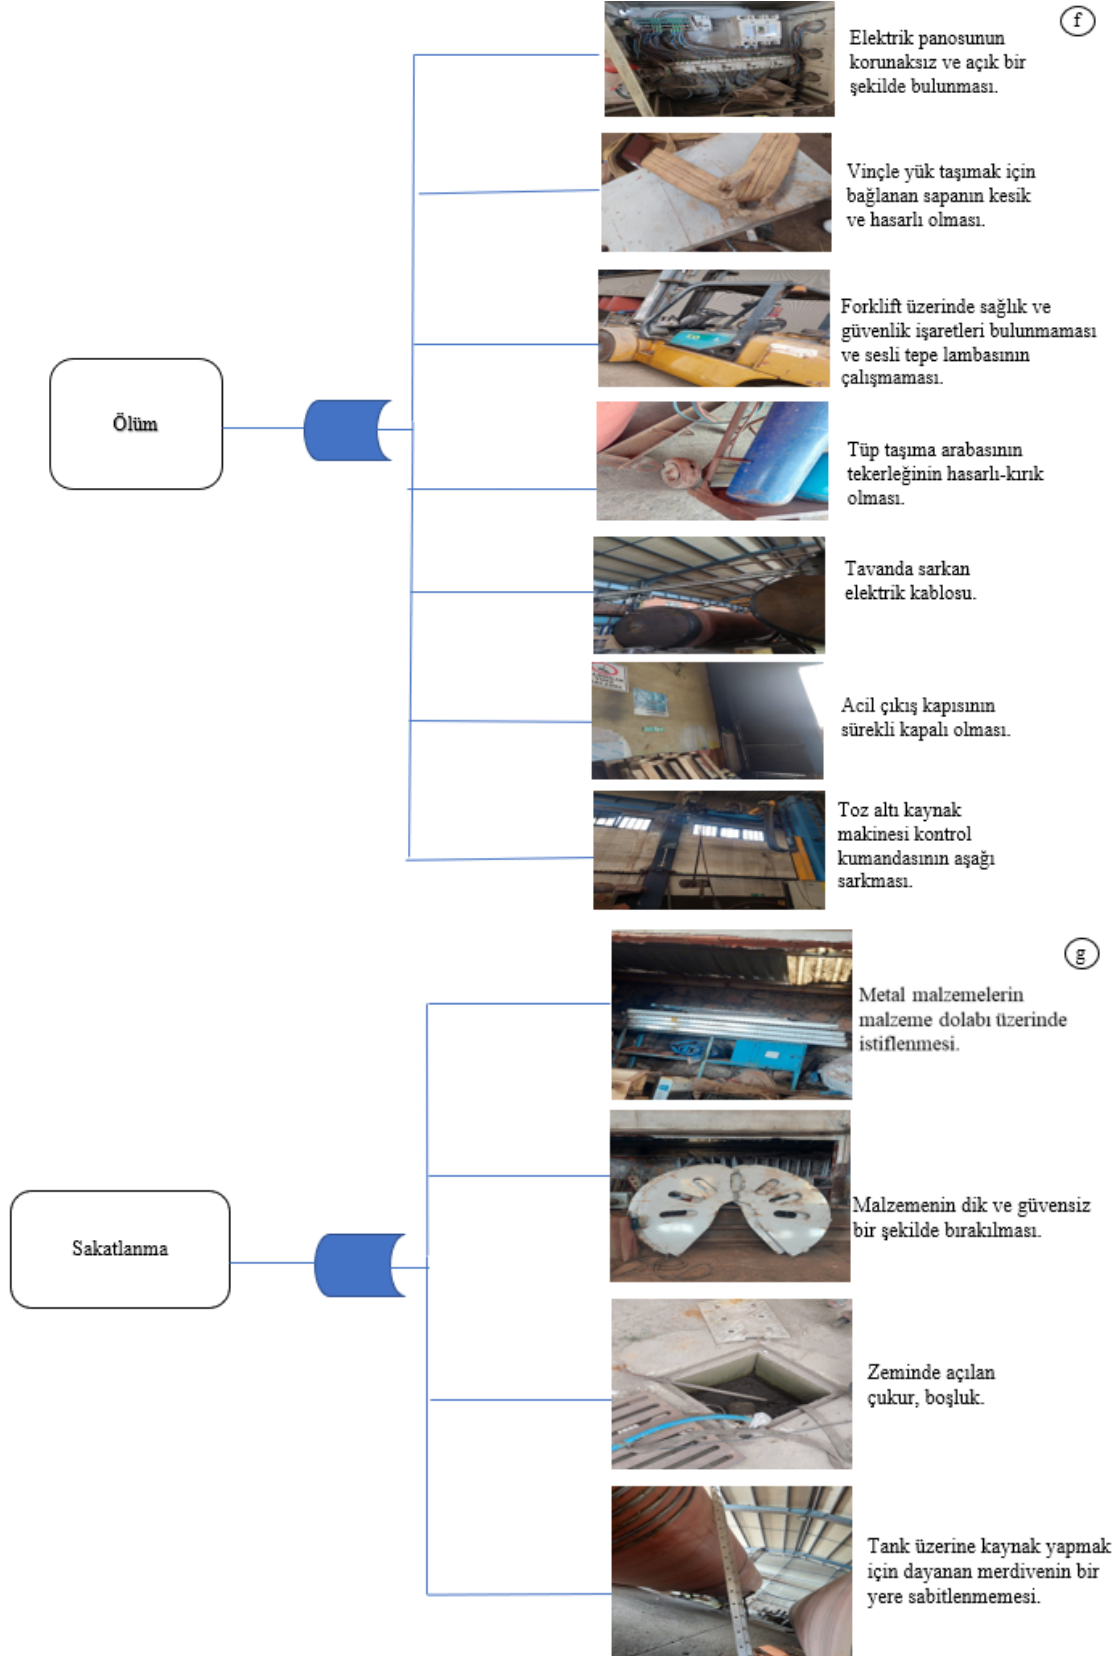 f
Elektrik panosunun
korunaksız ve açık bir
şekilde bulunması.
Vinçle yük taşımak için
bağlanan sapanın kesik
ve hasarlı olması.
Forklift üzerinde sağlık ve
güvenlik işaretleri bulunmaması
ve sesli tepe lambasının
çalışmaması.
Ölüm
Tüp taşıma arabasının
tekerleğinin hasarlı-kırık
olması.
Tavanda sarkan
elektrik kablosu.
Acil çıkış kapısının
sürekli kapalı olması.
Toz altı kaynak
makinesi kontrol
kumandasının aşağı
sarkması.
g
Metal malzemelerin
malzeme dolabı üzerinde
istiflenmesi.
Malzemenin dik ve güvensiz
bir şekilde bırakılması.
Sakatlanma
Zeminde açılan
çukur, boşluk.
Tank üzerine kaynak yapmak
için dayanan merdivenin bir
yere sabitlenmemesi.